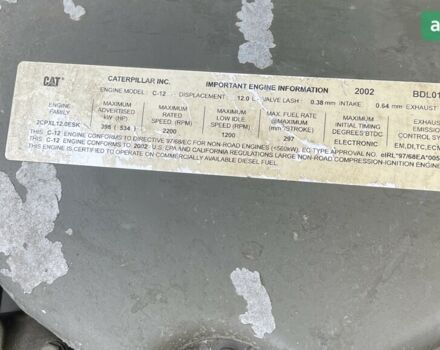 a
CAT
CATERPILLAR INC. IMPORTANT ENGINE INFORMATION 2002 BDL01
ENGINE MODEL: C-12 DISPLACEMENT: 12.0 L VALVE LASH 0.38 mm INTAKE 0.64 mm EXHAUST
ENGINE FAMILY MAXIMUM ADVERTISED kW (HP) MAXIMUM RATED SPEED (RPM) MAXIMUM LOW IDLE SPEED (RPM) MAX. FUEL RATE @MAXIMUM (mm³/STROKE) MAXIMUM INITIAL TIMING DEGREES°BTDC EXHAUS EMISSION CONTROL SYS
2CPXL12.0ESK 398 ( 534 ) 2200 1200 297 ELECTRONIC EM,DI,TC,ECM
THIS C-12 ENGINE CONFORMS TO DIRECTIVE 97/68/EC FOR NON-ROAD ENGINES (<560kW). EC TYPE APPROVAL NO. eIRL*97/68EA*005
THIS C-12 ENGINE CONFORMS TO 2002 U.S. EPA AND CALIFORNIA REGULATIONS LARGE NON-ROAD COMPRESSION-IGNITION ENGINE
IS CERTIFIED TO OPERATE ON COMMERCIALLY AVAILABLE DIESEL FUEL.